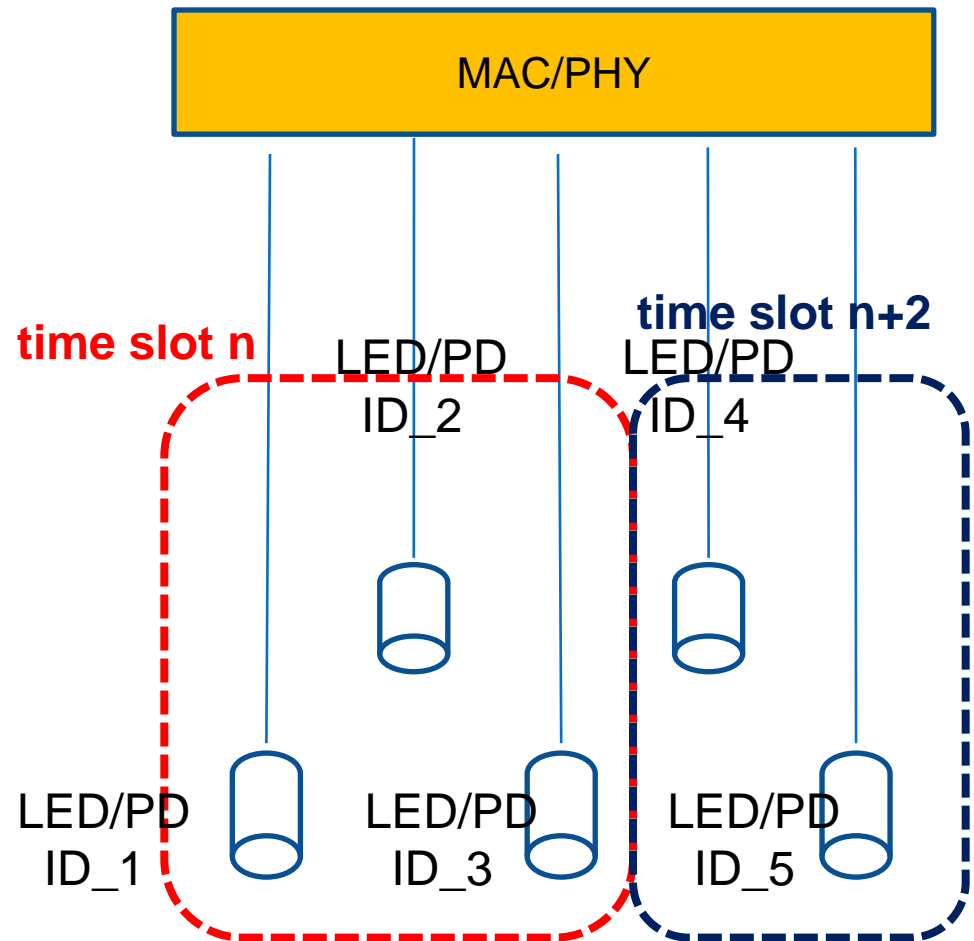 MAC/PHY
time slot n
time slot n+2
LED/PD
ID_2
LED/PD
ID_4
LED/PD
ID_1
LED/PD
ID_3
LED/PD
ID_5